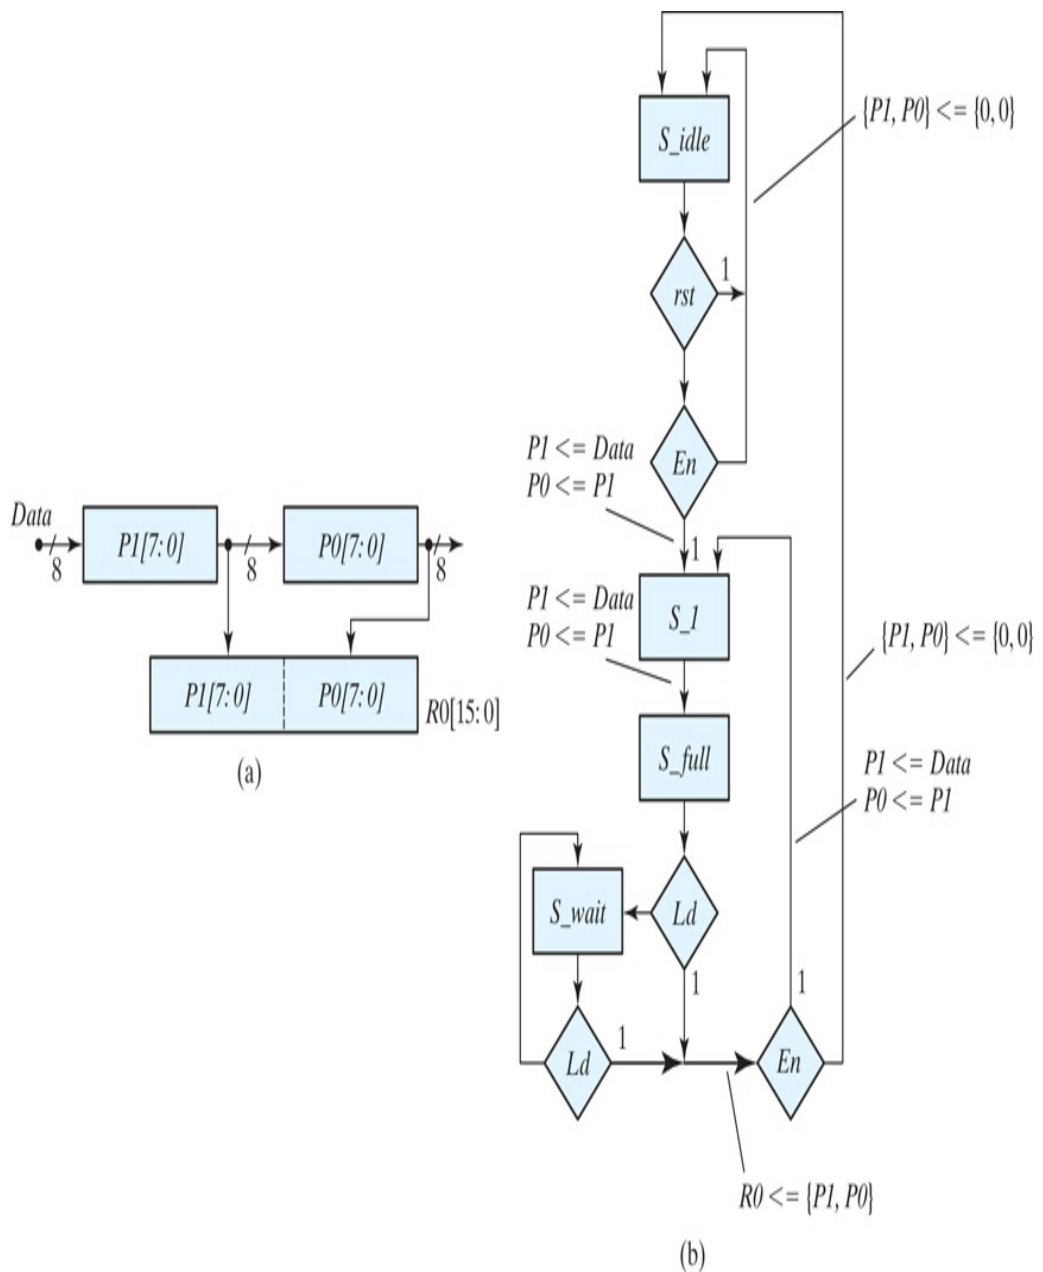 Data
8
P1[7: 0]
8
P0[7: 0]
8
P1[7: 0]
P0[7: 0]
R0[15: 0]
(a)
S_idle
{P1, P0} <= {0, 0}
rst
1
En
P1 <= Data
P0 <= P1
1
S_1
P1 <= Data
P0 <= P1
{P1, P0} <= {0, 0}
S_full
P1 <= Data
P0 <= P1
S_wait
Ld
1
1
Ld
1
En
R0 <= {P1, P0}
(b)